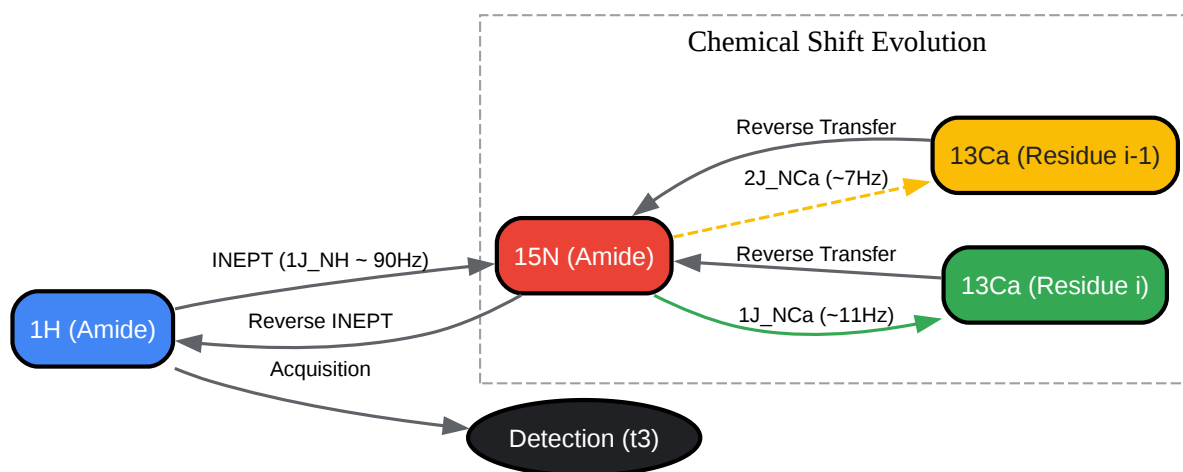 Chemical Shift Evolution
Reverse Transfer
13Ca (Residue i-1)
2J_NCa (~7Hz)
15N (Amide)
Reverse Transfer
INEPT (1J_NH ~ 90Hz)
13Ca (Residue i)
1J_NCa (~11Hz)
1H (Amide)
Reverse INEPT
Acquisition
Detection (t3)